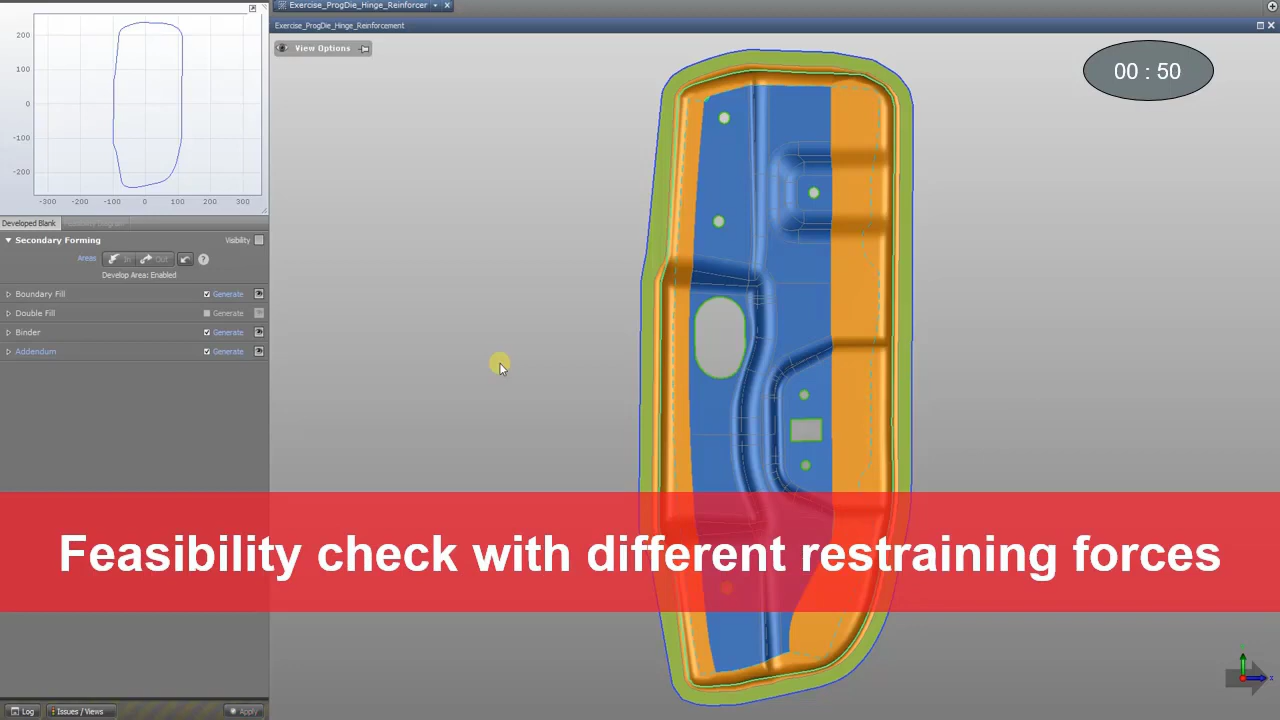 Exercise_ProgDie_Hinge_Reinforcer
Exercise_ProgDie_Hinge_Reinforcement
View Options
00 : 50
200
100
0
-100
-200
-300
-200
-100
0
100
200
300
Developed Blank
Secondary Forming
Visibility
Areas
In
Out
?
Develop Area: Enabled
Boundary Fill
Generate
Double Fill
Generate
Binder
Generate
Addendum
Generate
Feasibility check with different restraining forces
Log
Issues / Views
Apply
x